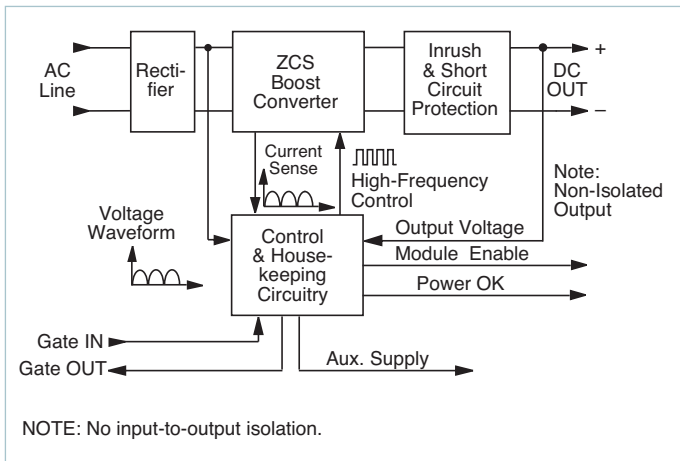 AC
Line
Recti-
fier
ZCS
Boost
Converter
Inrush
& Short
Circuit
Protection
+
DC
OUT
–
Current
Sense
High-Frequency
Control
Note:
Non-Isolated
Output
Voltage
Waveform
Control
& House-
keeping
Circuitry
Output Voltage
Module Enable
Power OK
Gate IN
Gate OUT
Aux. Supply
NOTE: No input-to-output isolation.